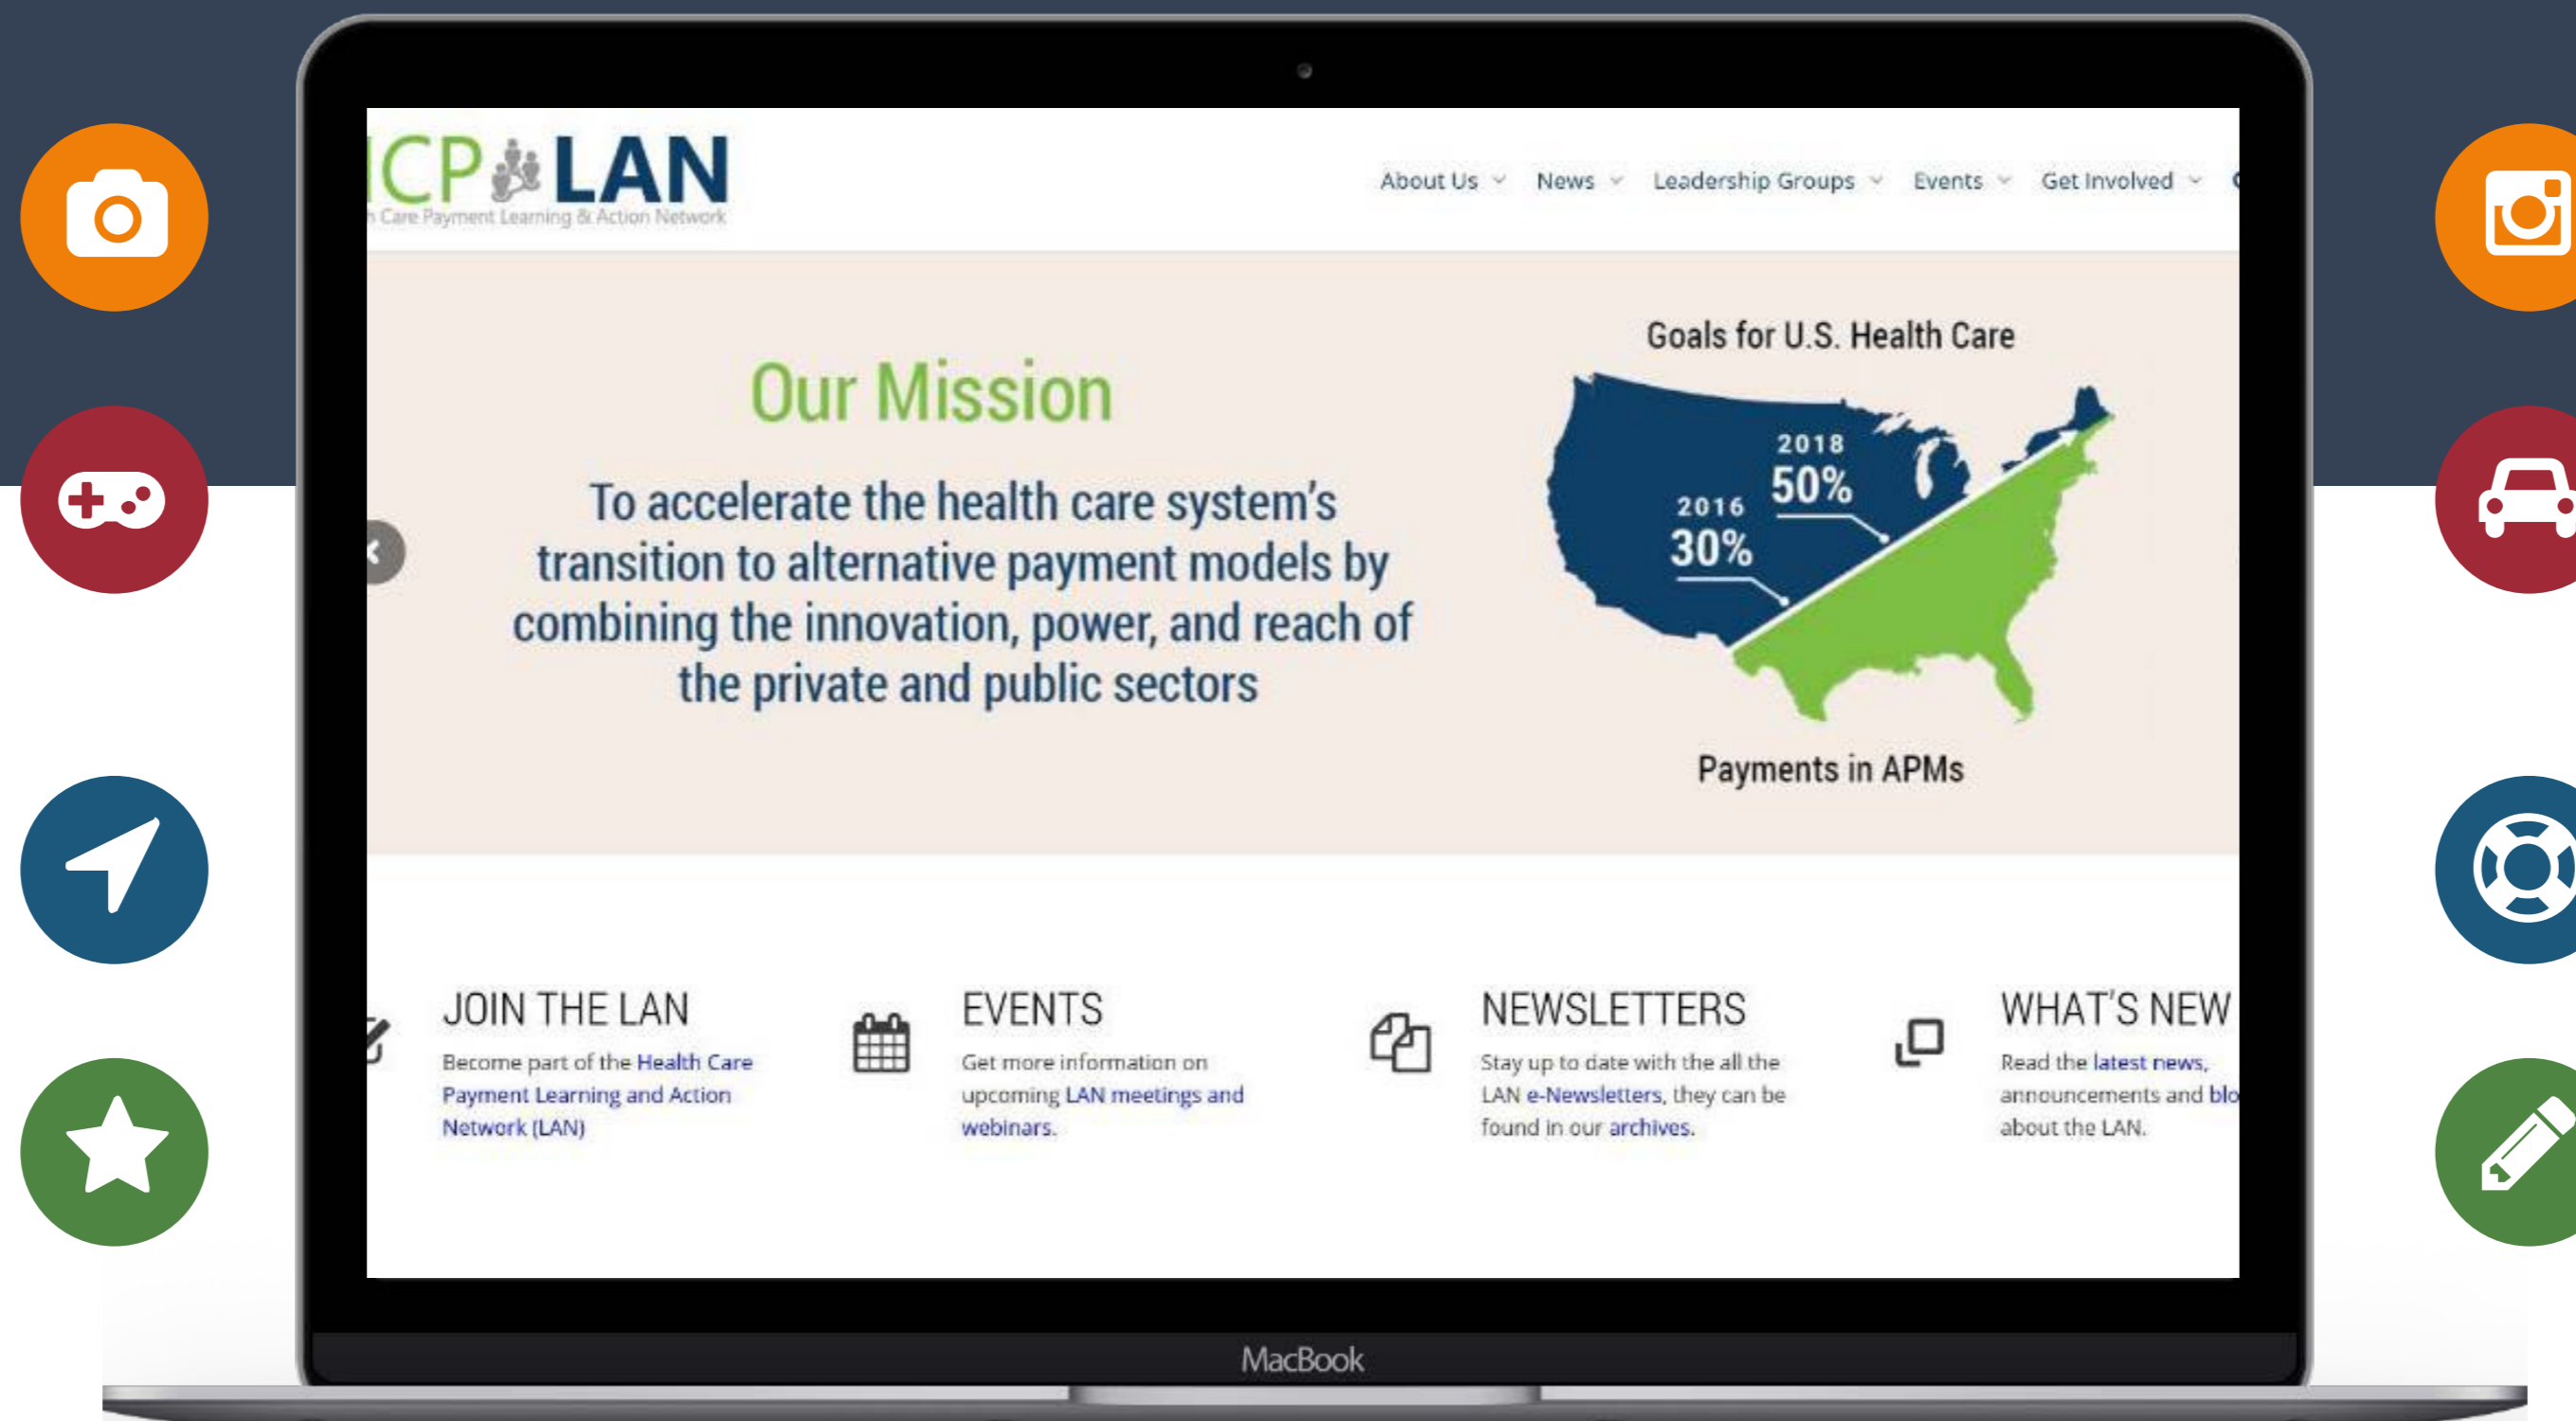 ICP LAN
Care Payment Learning & Action Network
About Us News Leadership Groups Events Get Involved
Our Mission
To accelerate the health care system's
transition to alternative payment models by
combining the innovation, power, and reach of
the private and public sectors
Goals for U.S. Health Care
2018
50%
2016
30%
Payments in APMs
JOIN THE LAN
Become part of the Health Care
Payment Learning and Action
Network (LAN)
EVENTS
Get more information on
upcoming LAN meetings and
webinars.
NEWSLETTERS
Stay up to date with the all the
LAN e-Newsletters, they can be
found in our archives.
WHAT'S NEW
Read the latest news,
announcements and blo
about the LAN.
MacBook